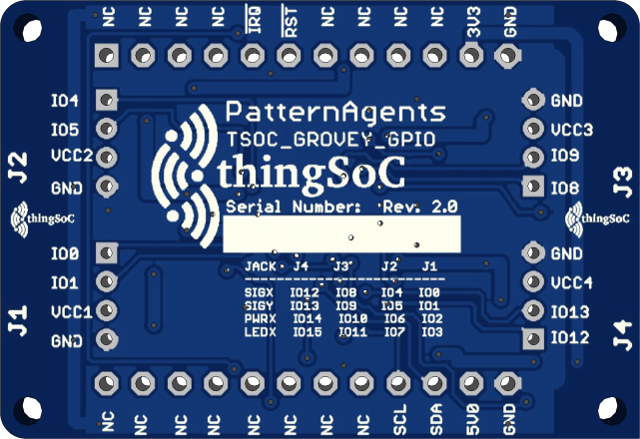 NC NC NC NC IRQ RST NC NC NC NC 3V3 GND
IO4
IO5
VCC2
GND
J2
thingSoC
IO0
IO1
VCC1
GND
J1
PatternAgents
TSOC_GROVEY_GPIO
thingSoC
Serial Number: Rev. 2.0
JACK J4 J3 J2 J1
SIGX IO12 IO8 IO4 IO0
SIGY IO13 IO9 IO5 IO1
PWRX IO14 IO10 IO6 IO2
LEDX IO15 IO11 IO7 IO3
GND
VCC3
IO9
IO8
J3
thingSoC
GND
VCC4
IO13
IO12
J4
NC NC NC NC NC NC NC NC SCL SDA 5V0 GND